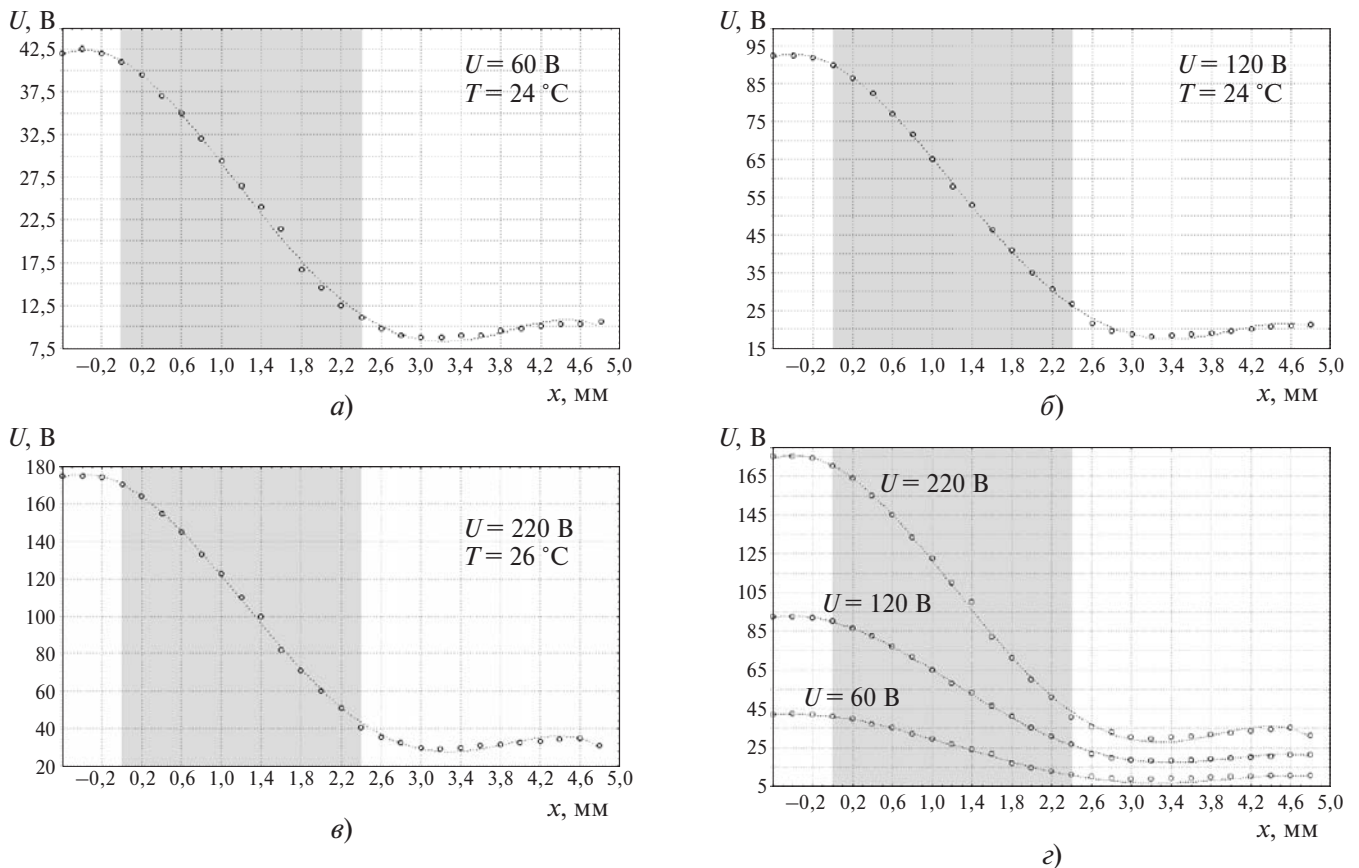 U, В
42,5
37,5
32,5
27,5
22,5
17,5
12,5
7,5
U = 60 В
T = 24 °C
–0,2 0,2 0,6 1,0 1,4 1,8 2,2 2,6 3,0 3,4 3,8 4,2 4,6 5,0
x, мм
а)
U, В
95
85
75
65
55
45
35
25
15
U = 120 В
T = 24 °C
–0,2 0,2 0,6 1,0 1,4 1,8 2,2 2,6 3,0 3,4 3,8 4,2 4,6 5,0
x, мм
б)
U, В
180
160
140
120
100
80
60
40
20
U = 220 В
T = 26 °C
–0,2 0,2 0,6 1,0 1,4 1,8 2,2 2,6 3,0 3,4 3,8 4,2 4,6 5,0
x, мм
в)
U, В
165
145
125
105
85
65
45
25
5
U = 220 В
U = 120 В
U = 60 В
–0,2 0,2 0,6 1,0 1,4 1,8 2,2 2,6 3,0 3,4 3,8 4,2 4,6 5,0
x, мм
г)